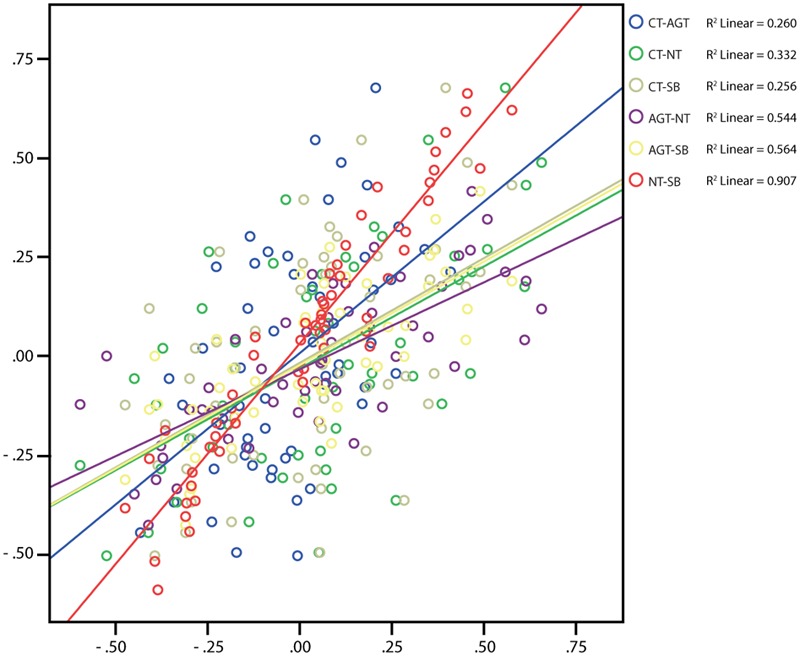 CT-AGT R² Linear = 0.260
CT-NT R² Linear = 0.332
CT-SB R² Linear = 0.256
AGT-NT R² Linear = 0.544
AGT-SB R² Linear = 0.564
NT-SB R² Linear = 0.907
.75
.50
.25
.00
-.25
-.50
-.50 -.25 .00 .25 .50 .75